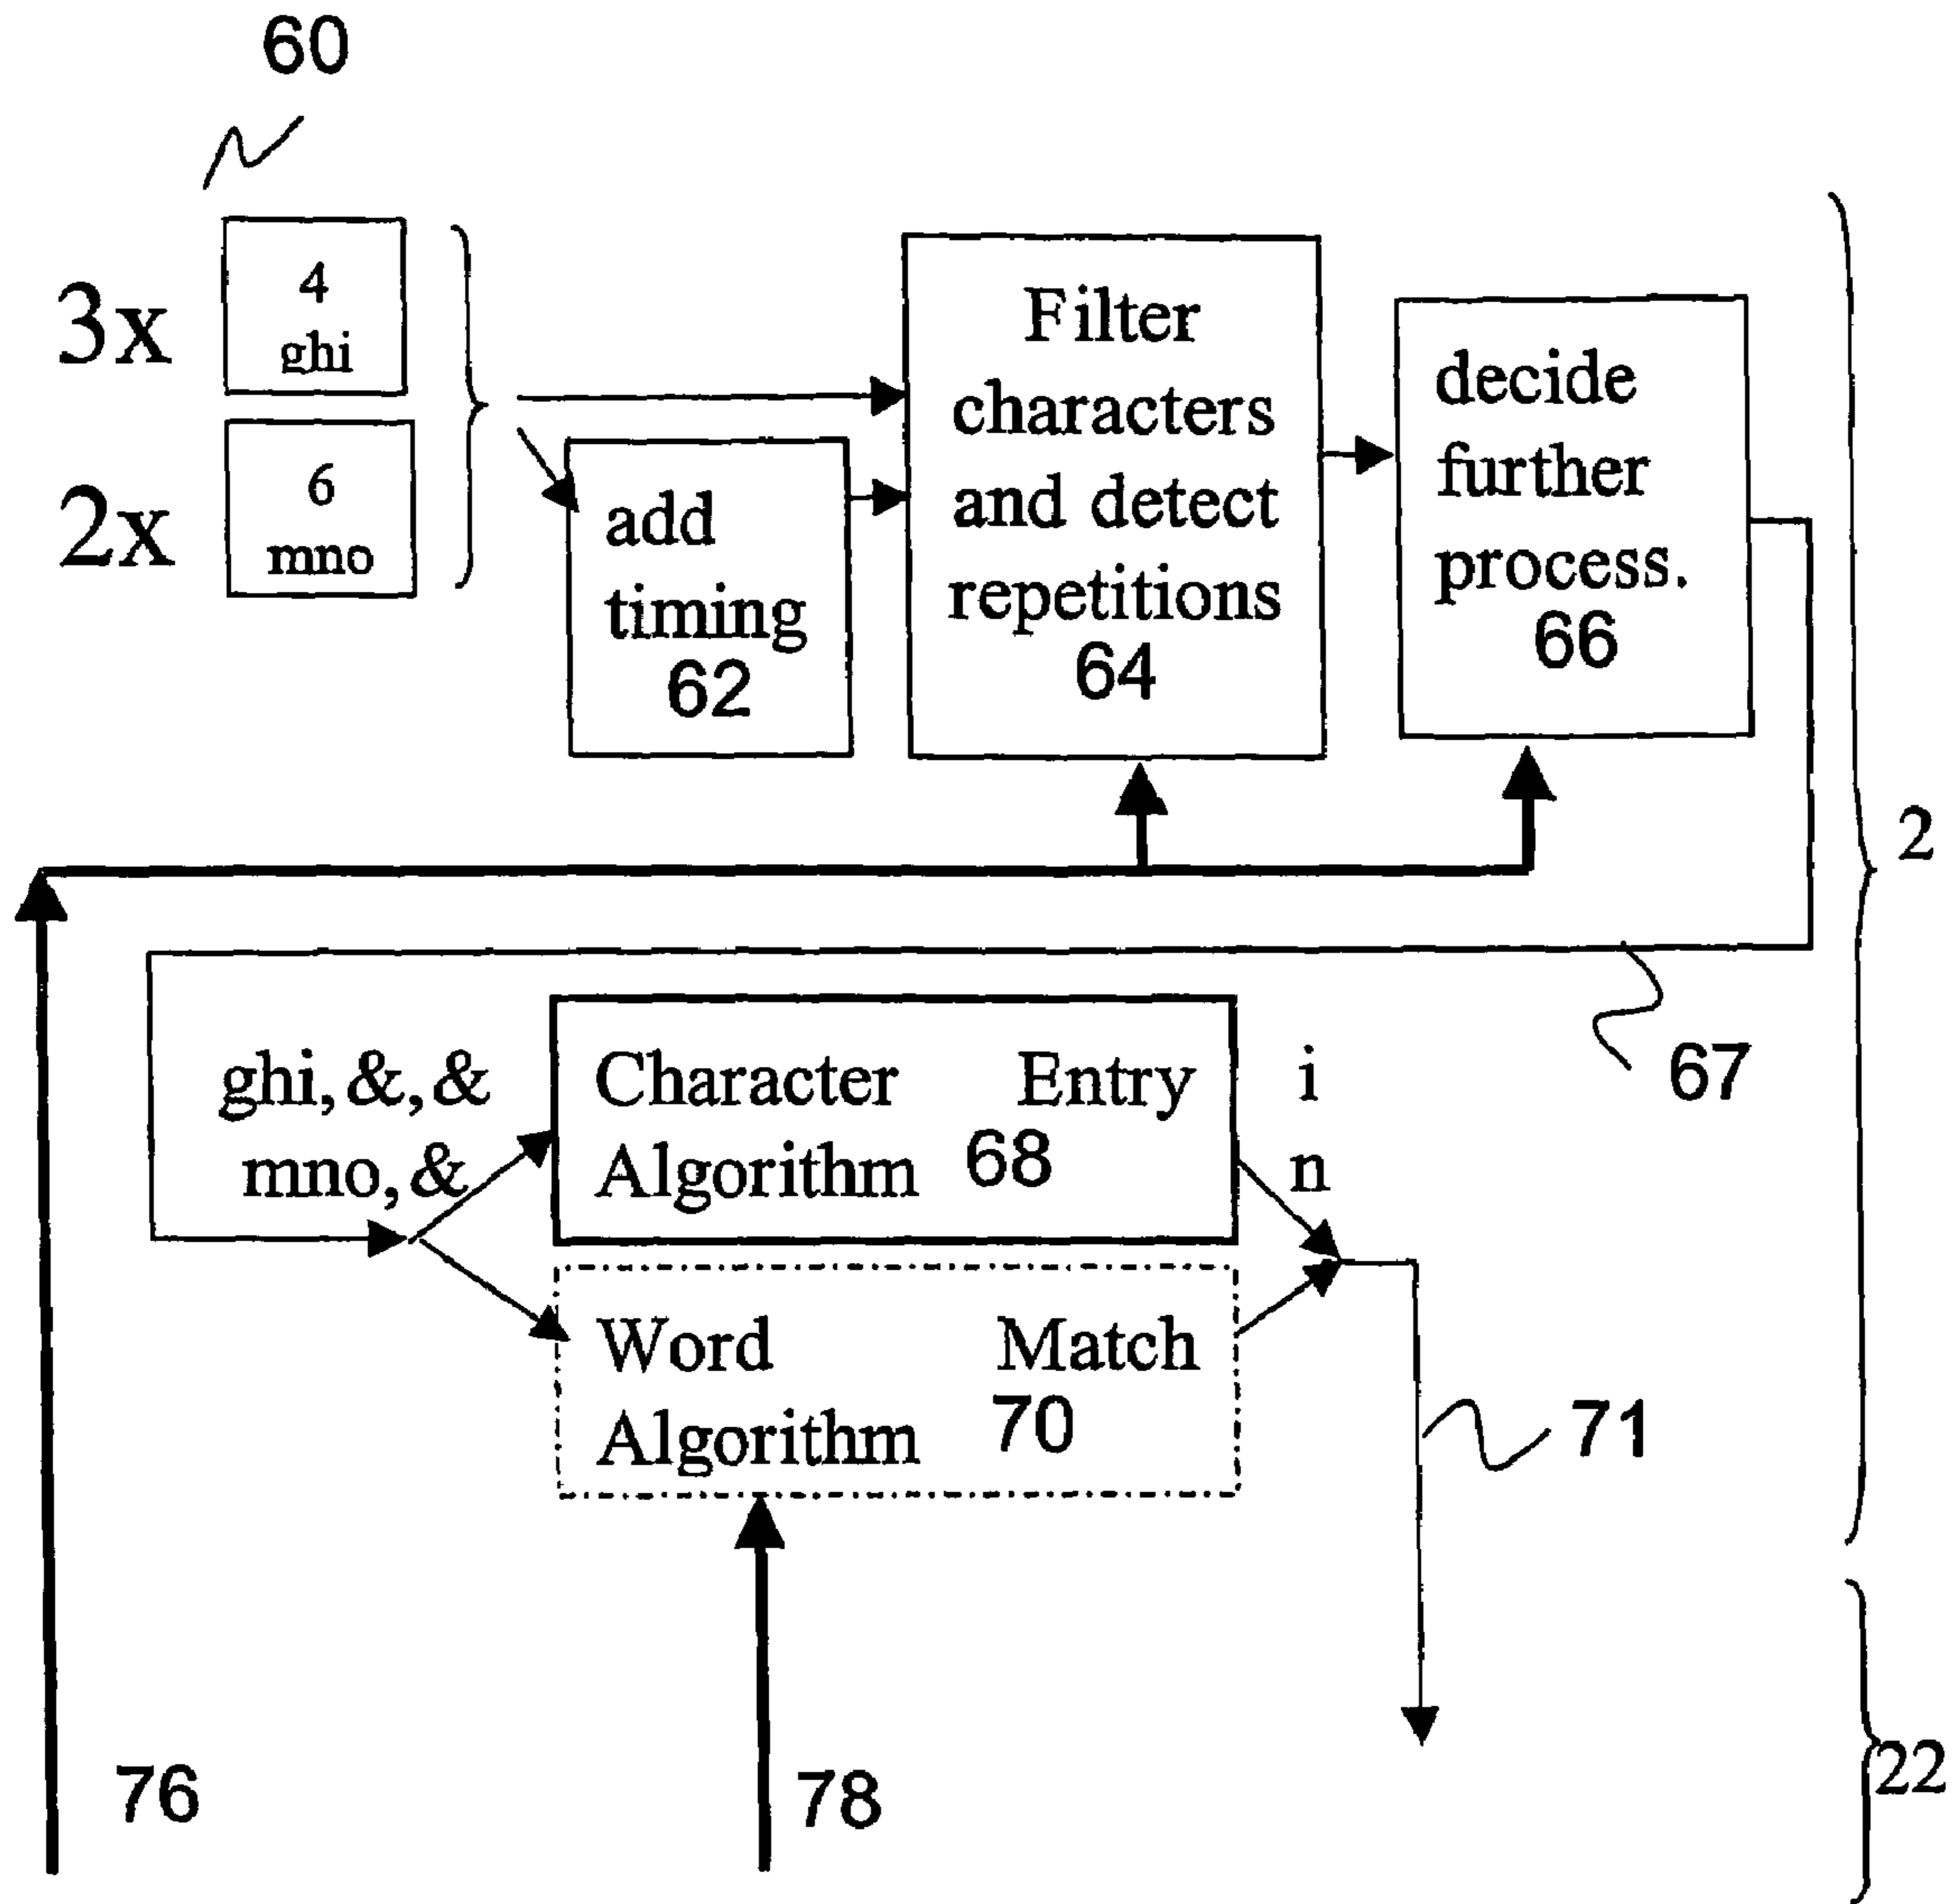 60
3x
4
ghi
2x
6
mno
add
timing
62
Filter
characters
and detect
repetitions
64
decide
further
process.
66
2
67
ghi,&,&
mno,&
Character Entry
Algorithm 68
i
n
Word Match
Algorithm 70
71
76
78
22